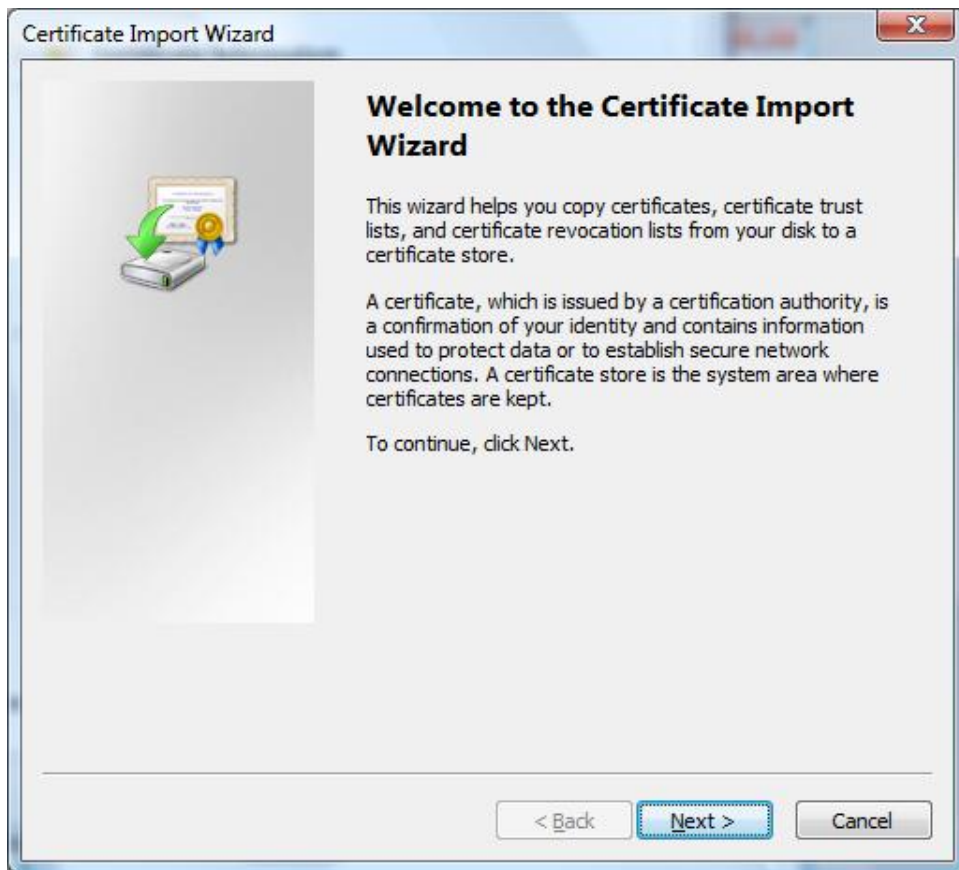 Certificate Import Wizard
X
Welcome to the Certificate Import
Wizard
This wizard helps you copy certificates, certificate trust
lists, and certificate revocation lists from your disk to a
certificate store.
A certificate, which is issued by a certification authority, is
a confirmation of your identity and contains information
used to protect data or to establish secure network
connections. A certificate store is the system area where
certificates are kept.
To continue, click Next.
< Back Next > Cancel